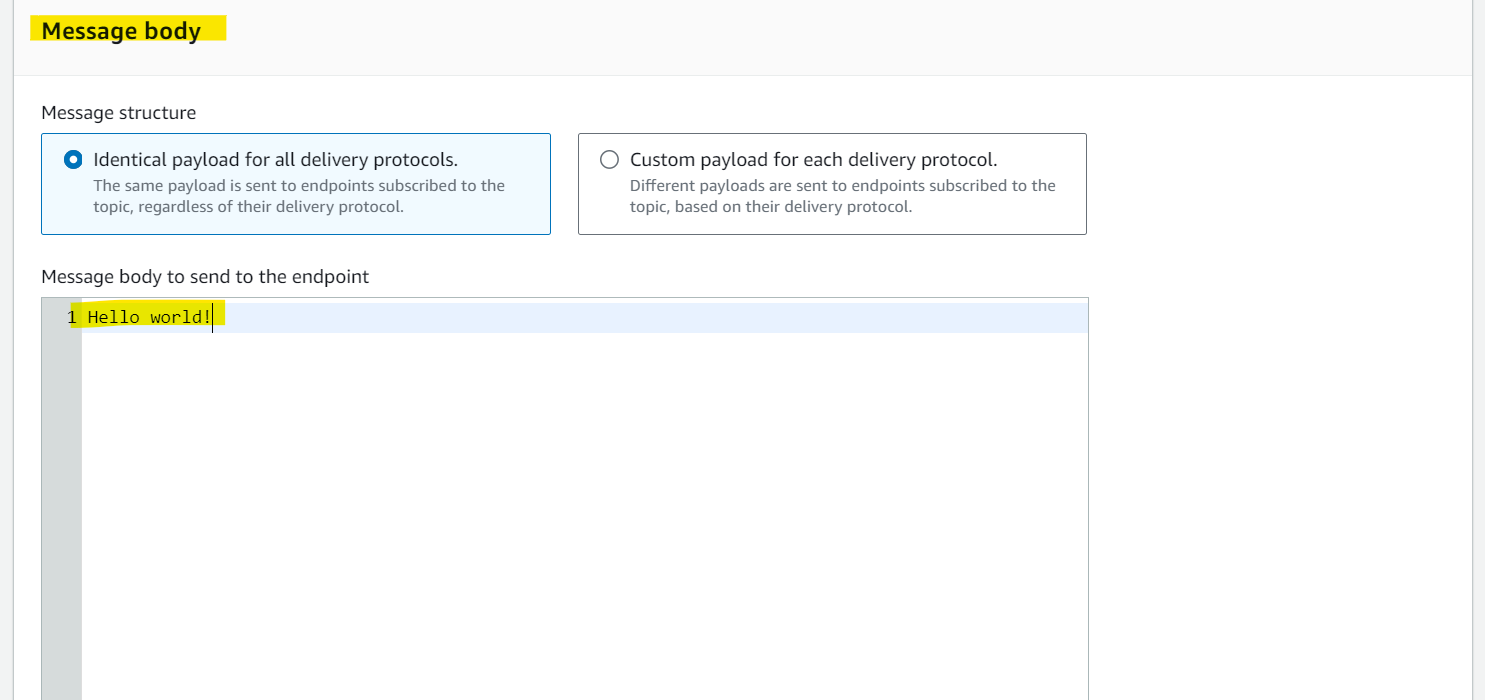 Message body
Message structure
Identical payload for all delivery protocols.
The same payload is sent to endpoints subscribed to the
topic, regardless of their delivery protocol.
Custom payload for each delivery protocol.
Different payloads are sent to endpoints subscribed to the
topic, based on their delivery protocol.
Message body to send to the endpoint
1 Hello world!